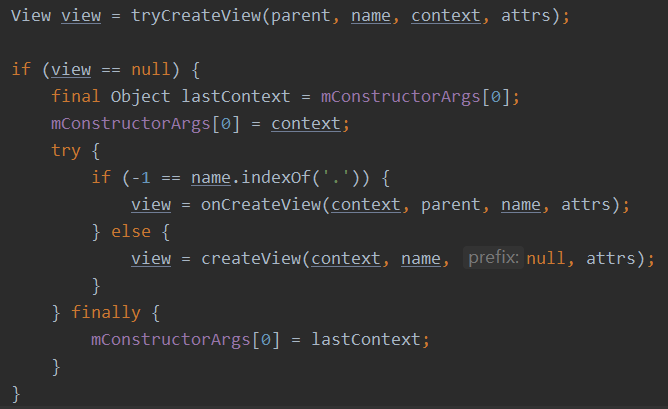 View view = tryCreateView(parent, name, context, attrs);
if (view == null) {
    final Object lastContext = mConstructorArgs[0];
    mConstructorArgs[0] = context;
    try {
        if (-1 == name.indexOf('.')) {
            view = onCreateView(context, parent, name, attrs);
        } else {
            view = createView(context, name, prefix: null, attrs);
        }
    } finally {
        mConstructorArgs[0] = lastContext;
    }
}